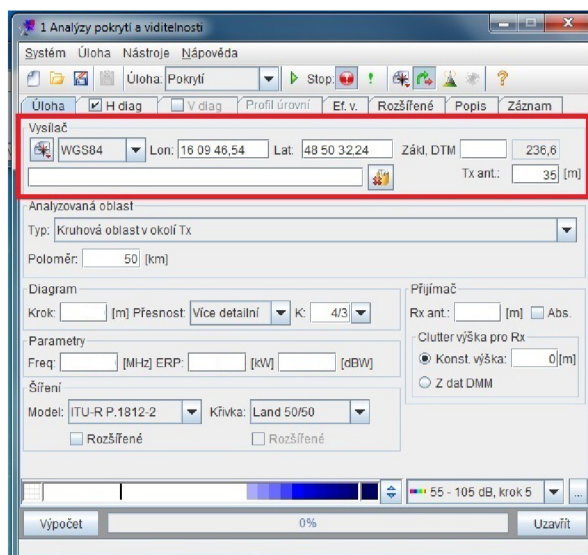 1 Analýzy pokrytí a viditelnosti
Systém Úloha Nástroje Nápověda
Úloha: Pokrytí Stop: ! ?
Úloha H diag V diag Profil úrovní Ef. v. Rozšířené Popis Záznam
Vysílač
WGS84 Lon: 16 09 46,54 Lat: 48 50 32,24 Zákl, DTM 236,6
Tx ant.: 35 [m]
Analyzovaná oblast
Typ: Kruhová oblast v okolí Tx
Poloměr: 50 [km]
Diagram
Krok: [m] Přesnost: Více detailní K: 4/3
Přijímač
Rx ant.: [m] Abs.
Clutter výška pro Rx
Konst. výška: 0 [m]
Z dat DMM
Parametry
Freq: [MHz] ERP: [kW] [dBW]
Šíření
Model: ITU-R P.1812-2 Křivka: Land 50/50
Rozšířené Rozšířené
55 - 105 dB, krok 5 ...
Výpočet 0% Uzavřít